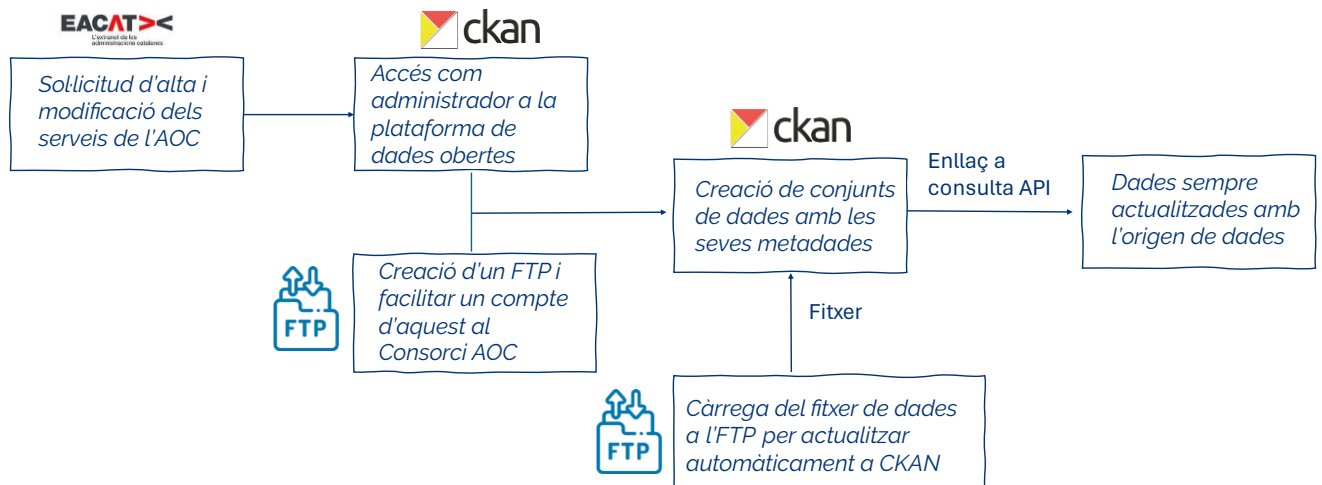 EACAT
L'extranet de les
administracions catalanes
Sol·licitud d'alta i
modificació dels
serveis de l'AOC
ckan
Accés com
administrador a la
plataforma de
dades obertes
ckan
Creació de conjunts
de dades amb les
seves metadades
Enllaç a
consulta API
Dades sempre
actualitzades amb
l'origen de dades
FTP
Creació d'un FTP i
facilitar un compte
d'aquest al
Consorci AOC
Fitxer
FTP
Càrrega del fitxer de dades
a l'FTP per actualitzar
automàticament a CKAN